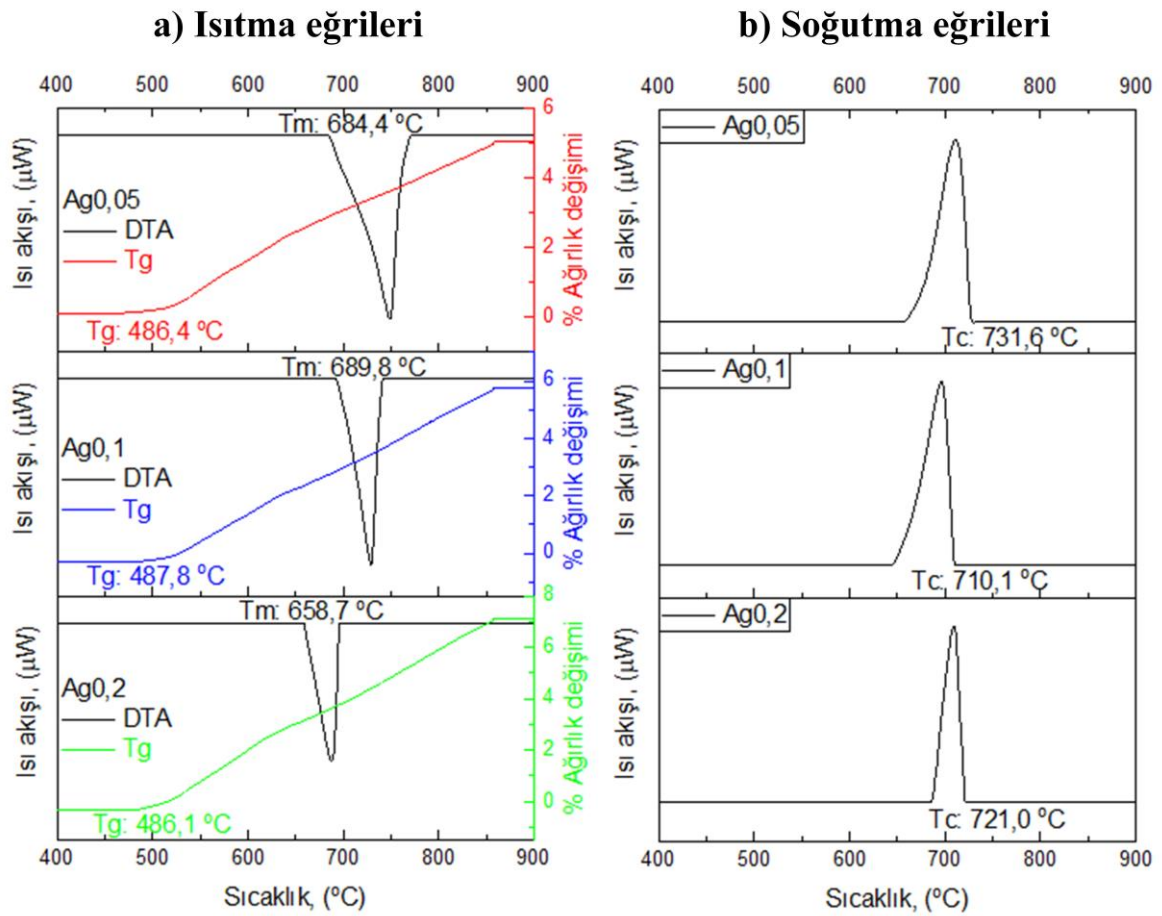 a) Isıtma eğrileri
400 500 600 700 800 900
Tm: 684,4 ºC
Ag0,05
DTA
Tg
Tg: 486,4 ºC
Isı akışı, (µW)
6
4
2
0
% Ağırlık değişimi
Tm: 689,8 ºC
Ag0,1
DTA
Tg
Tg: 487,8 ºC
Isı akışı, (µW)
6
4
2
0
% Ağırlık değişimi
Tm: 658,7 ºC
Ag0,2
DTA
Tg
Tg: 486,1 ºC
Isı akışı, (µW)
8
6
4
2
0
% Ağırlık değişimi
400 500 600 700 800 900
Sıcaklık, (ºC)
b) Soğutma eğrileri
400 500 600 700 800 900
Ag0,05
Isı akışı, (µW)
Tc: 731,6 ºC
Ag0,1
Isı akışı, (µW)
Tc: 710,1 ºC
Ag0,2
Isı akışı, (µW)
Tc: 721,0 ºC
400 500 600 700 800 900
Sıcaklık, (ºC)